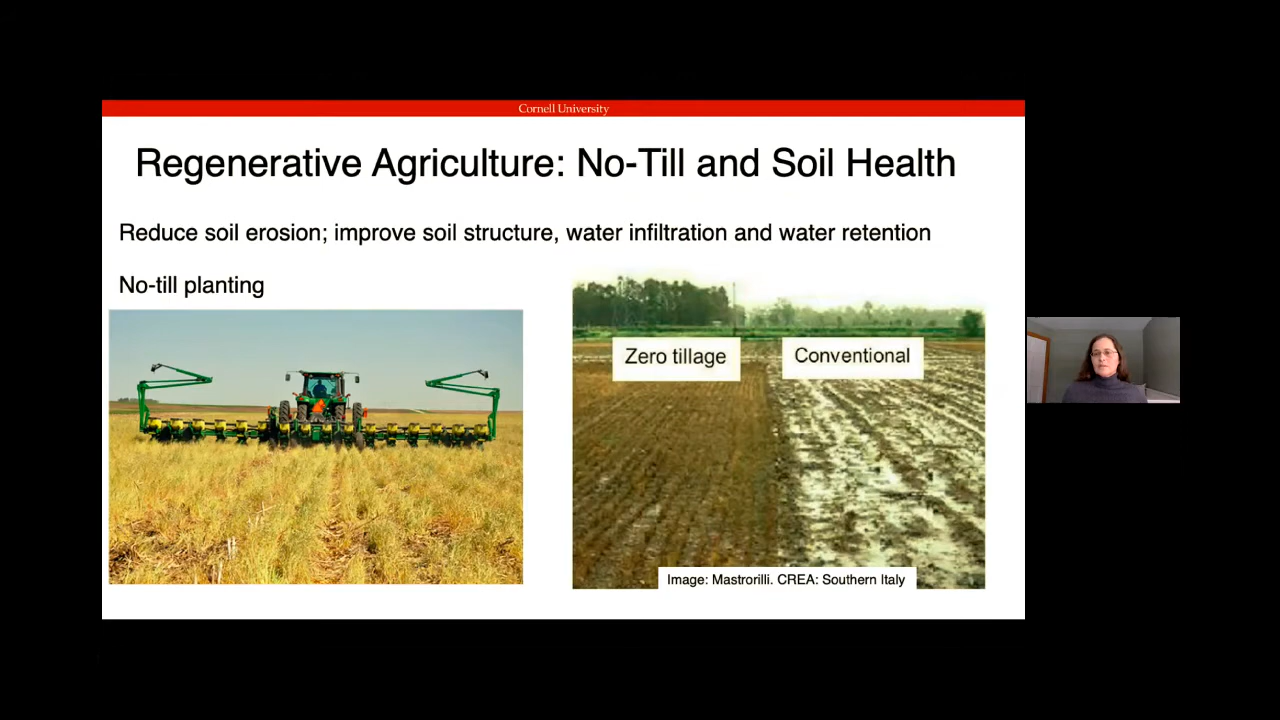 Cornell University
Regenerative Agriculture: No-Till and Soil Health
Reduce soil erosion; improve soil structure, water infiltration and water retention
No-till planting
Zero tillage
Conventional
Image: Mastrorilli. CREA: Southern Italy